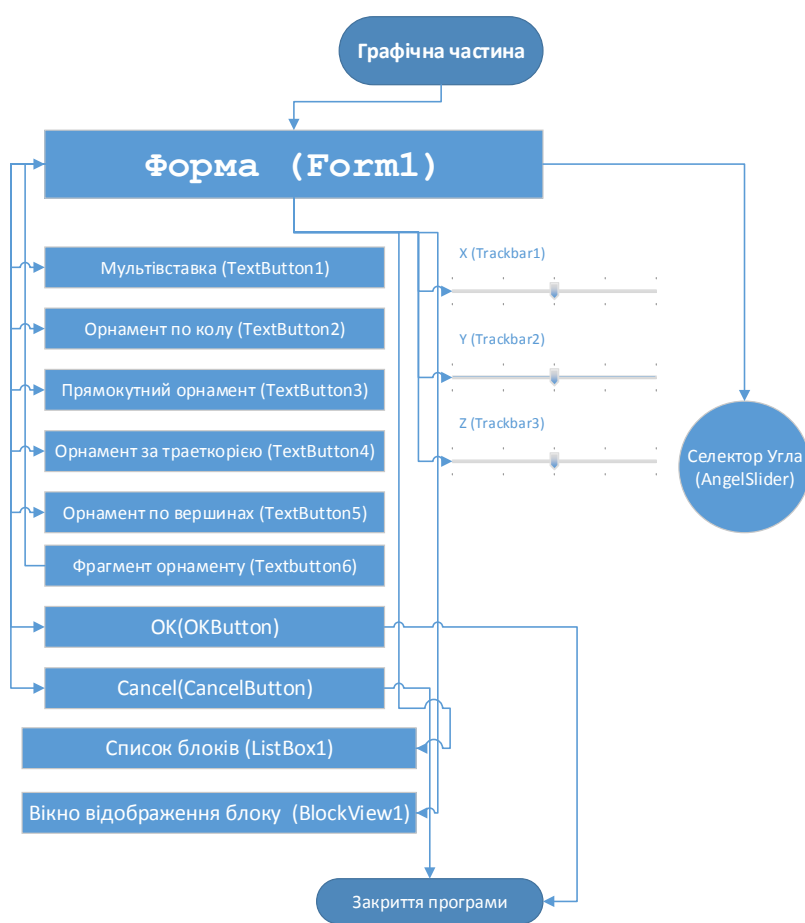 Графічна частина
Форма (Form1)
X (Trackbar1)
Мультівставка (TextButton1)
Орнамент по колу (TextButton2)
Y (Trackbar2)
Прямокутний орнамент (TextButton3)
Z (Trackbar3)
Орнамент за траеткорією (TextButton4)
Селектор Угла
(AngelSlider)
Орнамент по вершинах (TextButton5)
Фрагмент орнаменту (Textbutton6)
OK(OKButton)
Cancel(CancelButton)
Список блоків (ListBox1)
Вікно відображення блоку (BlockView1)
Закриття програми